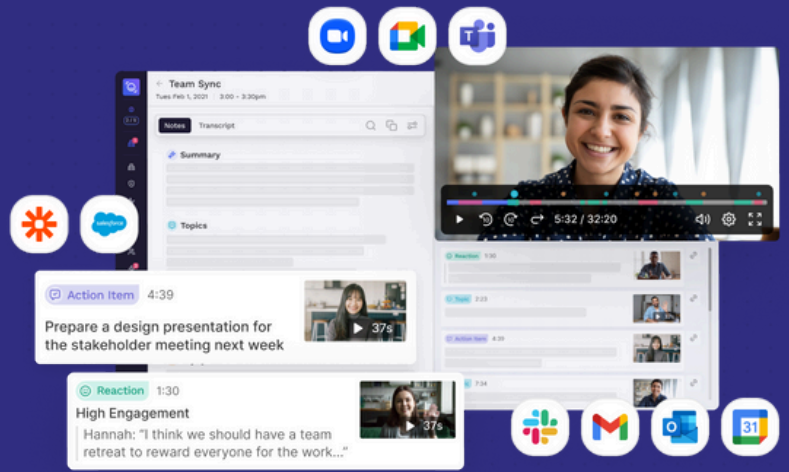 Team Sync
Tues Feb 1, 2021 3:00 - 3:30pm
Notes Transcript
Summary
Topics
5:32 / 32:20
salesforce
Action Item 4:39
Prepare a design presentation for
the stakeholder meeting next week
37s
Reaction 1:30
High Engagement
Hannah: "I think we should have a team
retreat to reward everyone for the work..."
37s
Reaction 1:30
Topic 2:23
Action Item 4:39
7:34
31